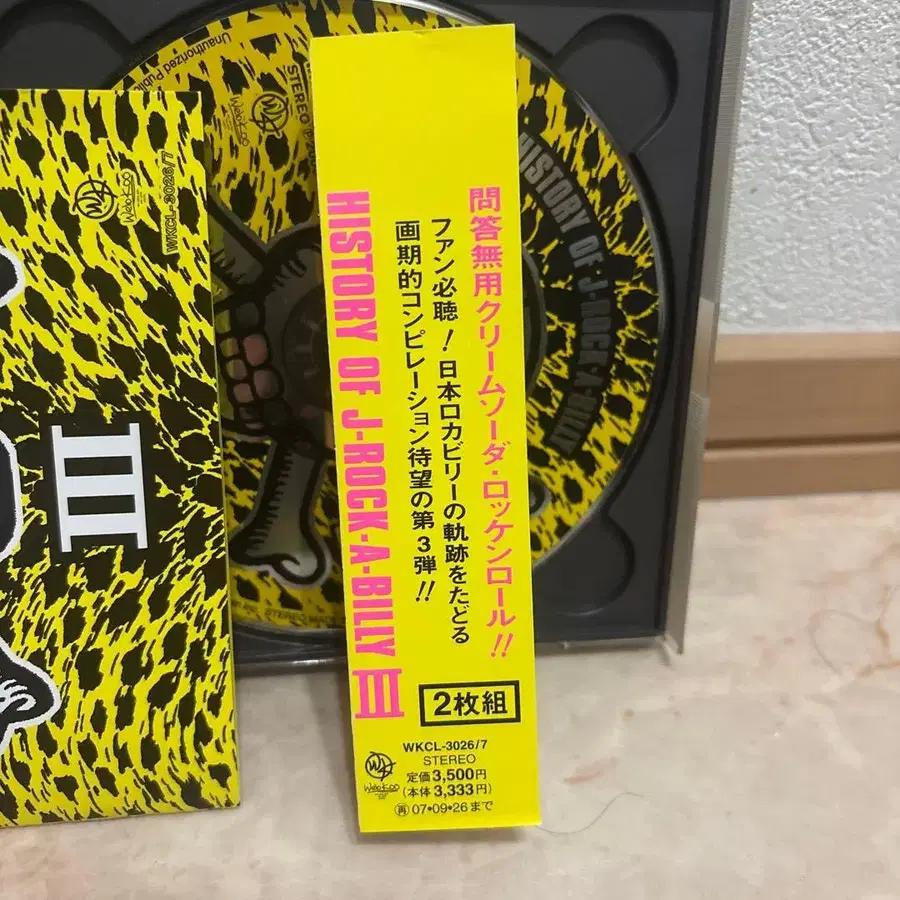 問答無用クリームソーダ・ロッケンロール!!
ファン必聴！日本ロカビリーの軌跡をたどる
画期的コンピレーション待望の第3弾!!
HISTORY OF J-ROCK-A-BILLY III
2枚組
WKCL-3026/7
STEREO
定価3,500円
(本体 3,333円)
再 07•09•26まで
WKCL-3026/7
III
HISTORY OF J-ROCK-A-BILLY
STEREO
Unauthorized Public